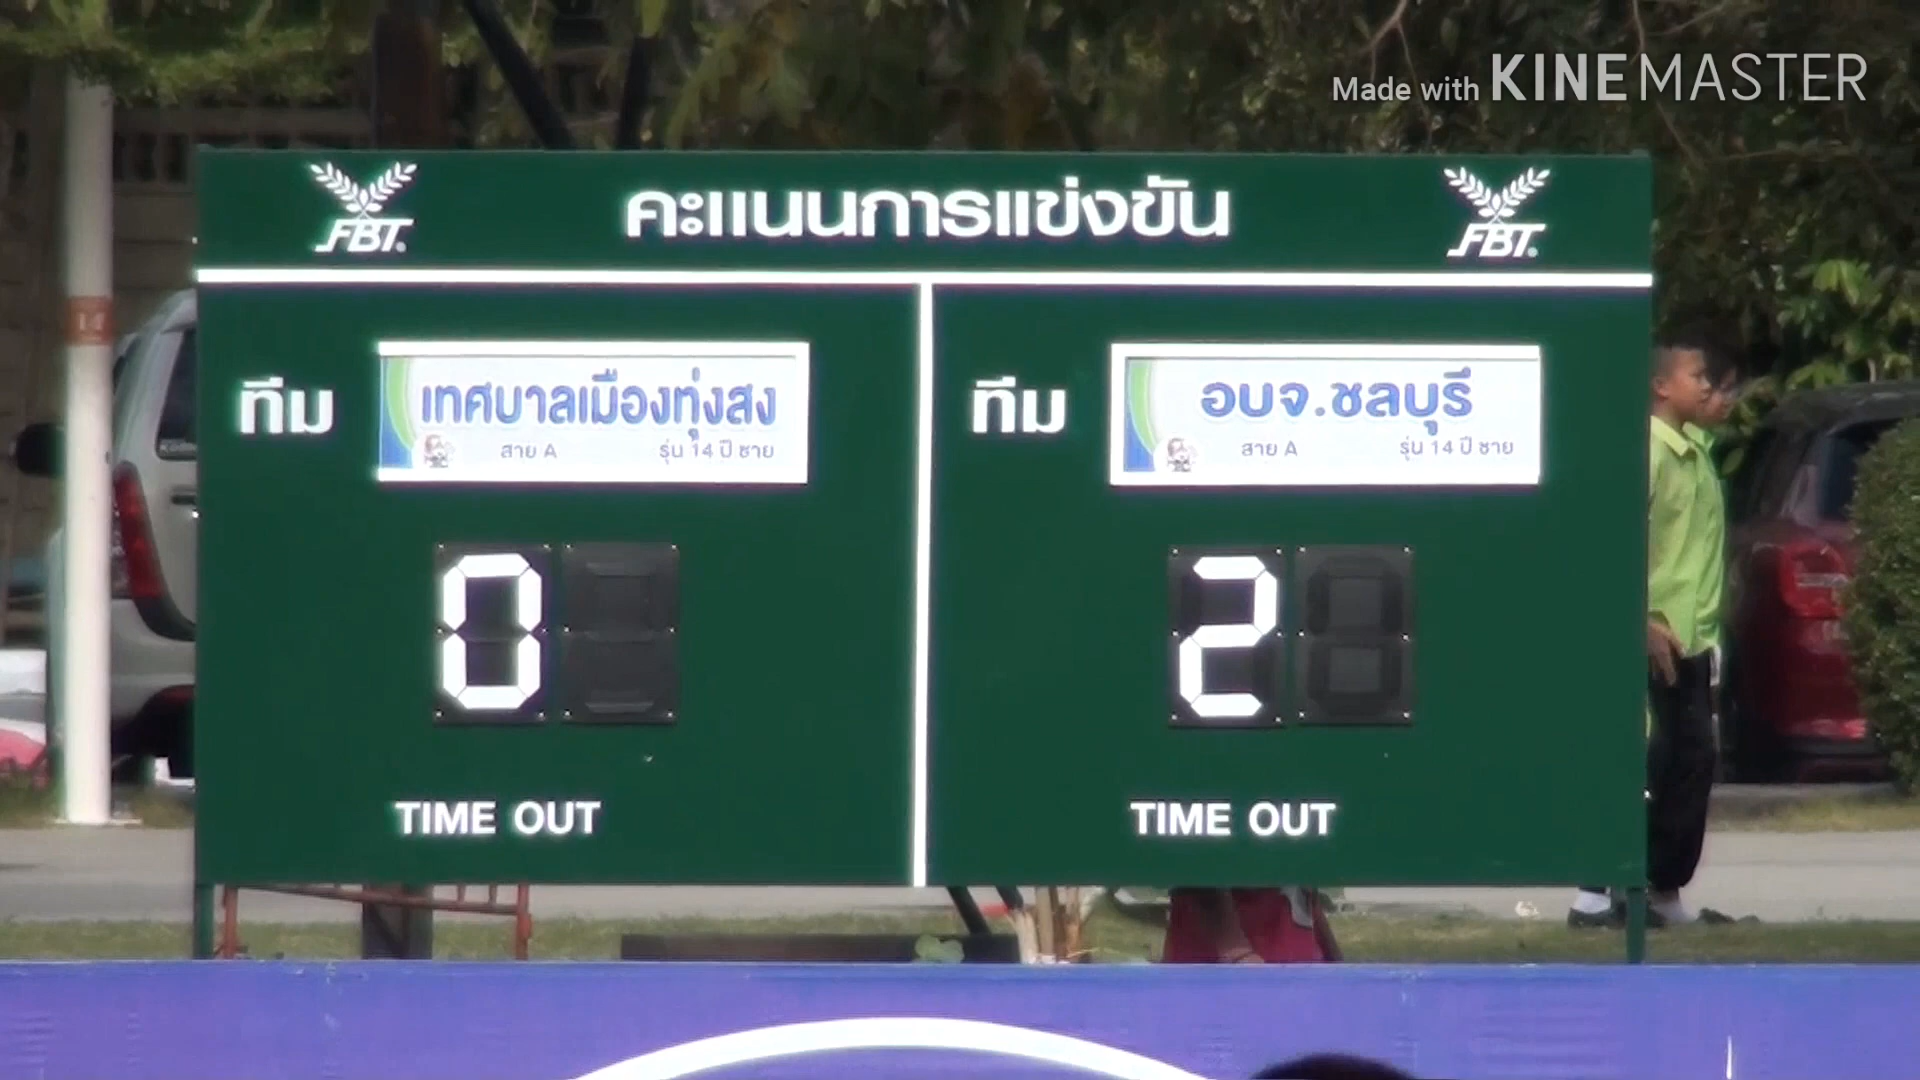 Made with KINEMASTER
FBT
คะแนนการแข่งขัน
FBT
ทีม
เทศบาลเมืองทุ่งสง
สาย A รุ่น 14 ปี ชาย
ทีม
อบจ.ชลบุรี
สาย A รุ่น 14 ปี ชาย
0
2
TIME OUT
TIME OUT